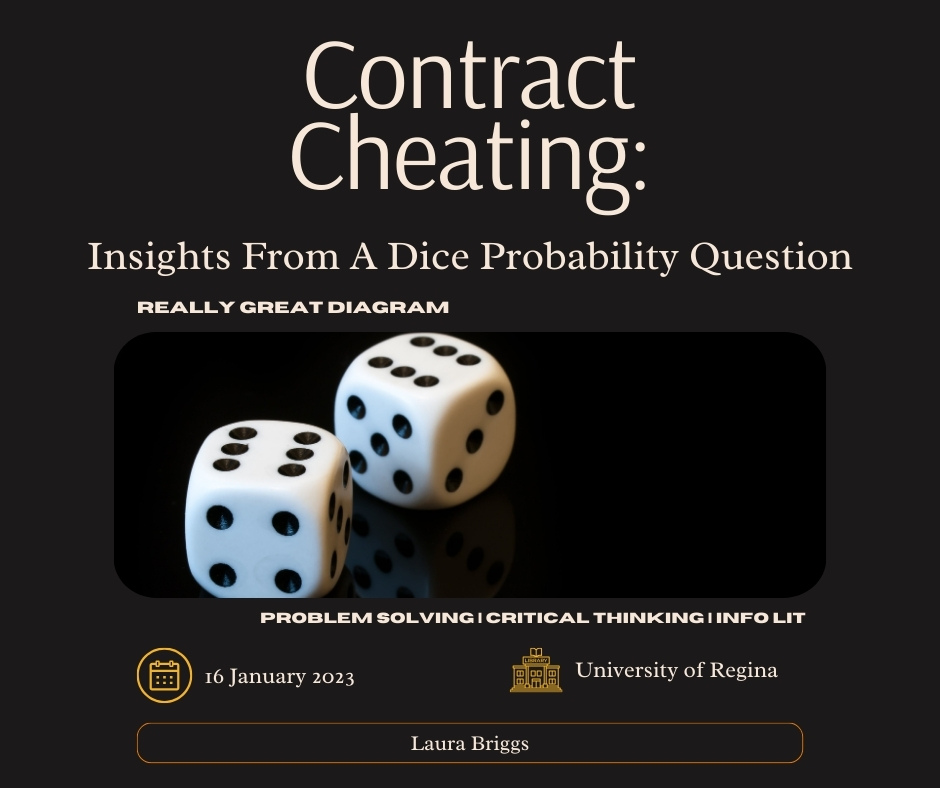 Contract
Cheating:
Insights From A Dice Probability Question
REALLY GREAT DIAGRAM
PROBLEM SOLVING | CRITICAL THINKING | INFO LIT
16 January 2023
LIBRARY
University of Regina
Laura Briggs